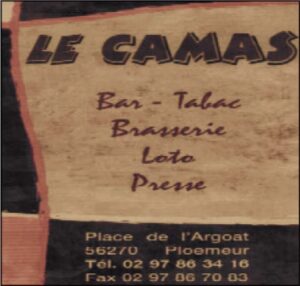 LE CAMAS
Bar - Tabac
Brasserie
Loto
Presse
Place de l'Argoat
56270 Ploemeur
Tél. 02 97 86 34 16
Fax 02 97 86 70 83